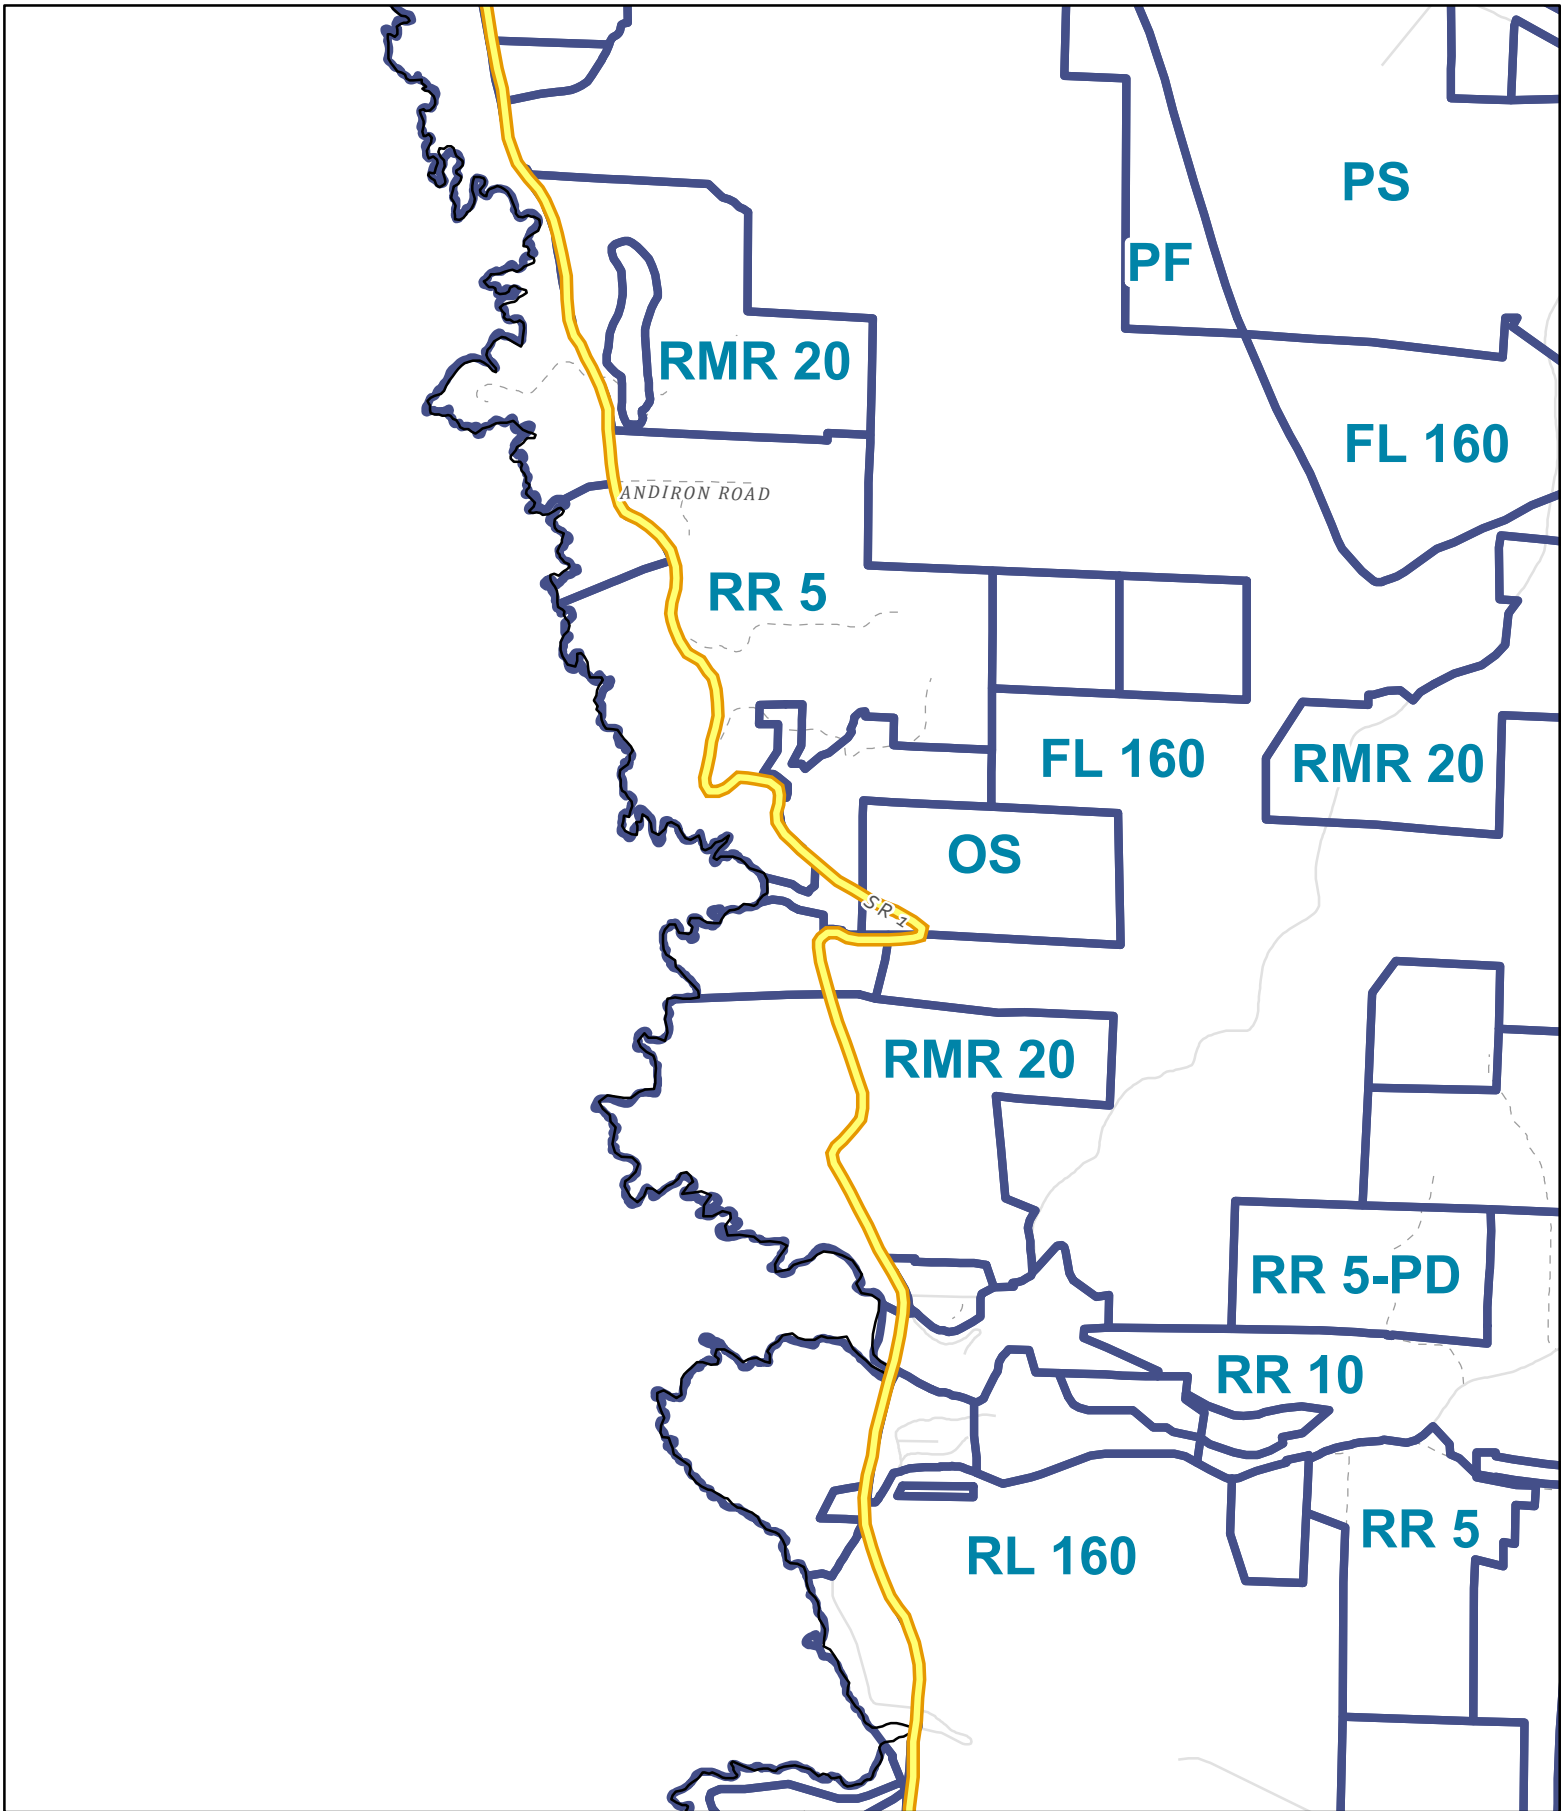 PS
PF
RMR 20
FL 160
ANDIRON ROAD
RR 5
FL 160
RMR 20
OS
SR 1
RMR 20
RR 5-PD
RR 10
RR 5
RL 160